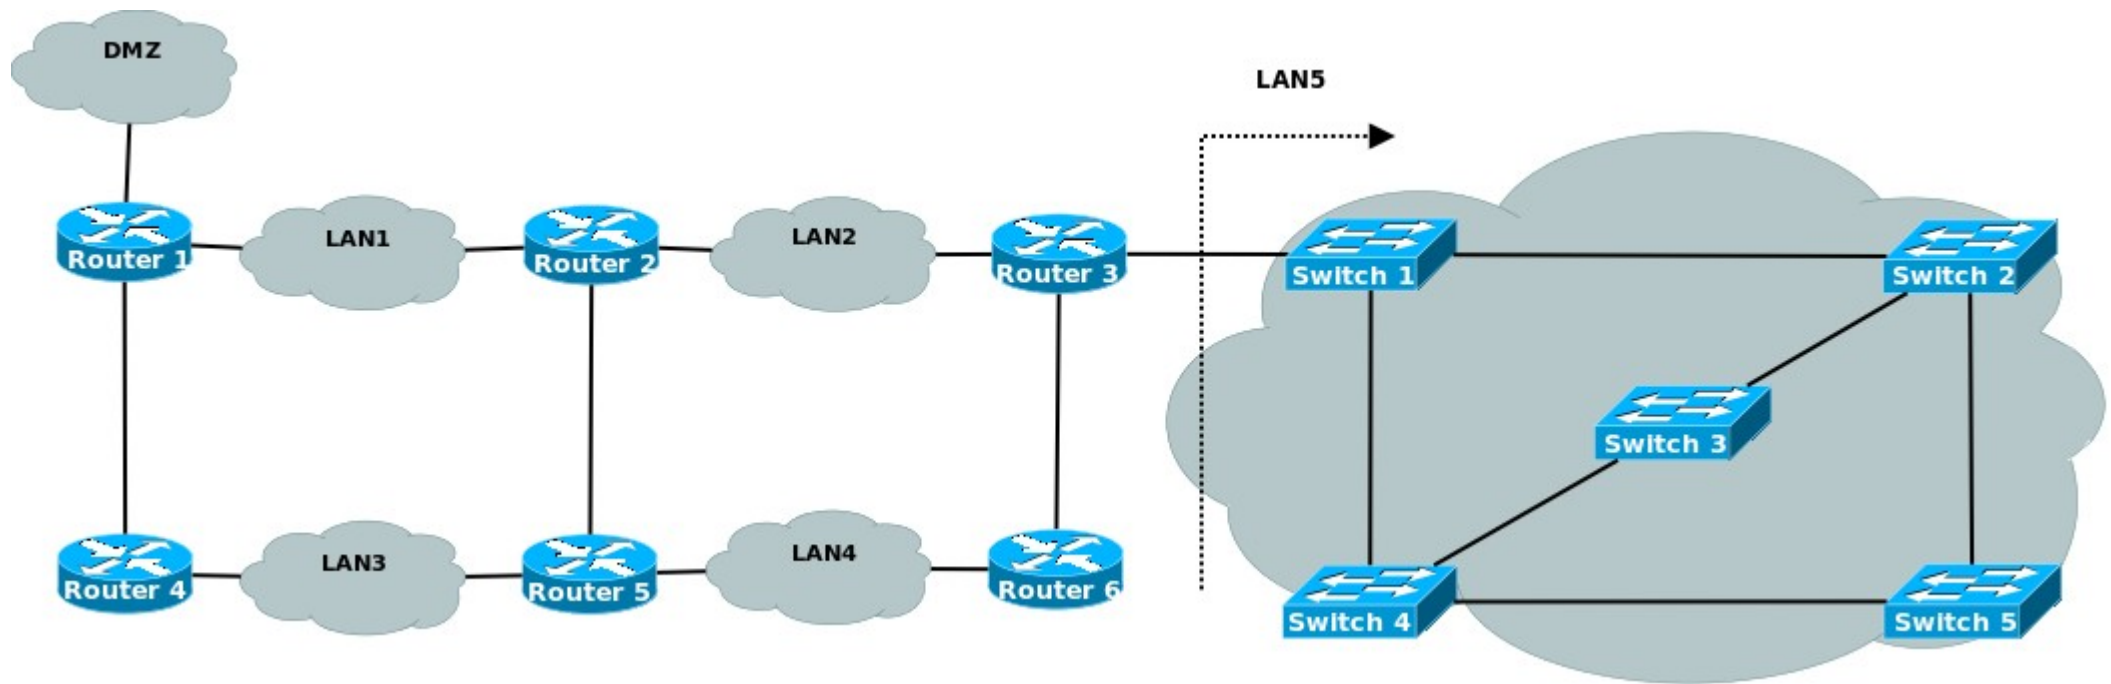 DMZ
LAN5
Router 1
LAN1
Router 2
LAN2
Router 3
Switch 1
Switch 2
Switch 3
Router 4
LAN3
Router 5
LAN4
Router 6
Switch 4
Switch 5